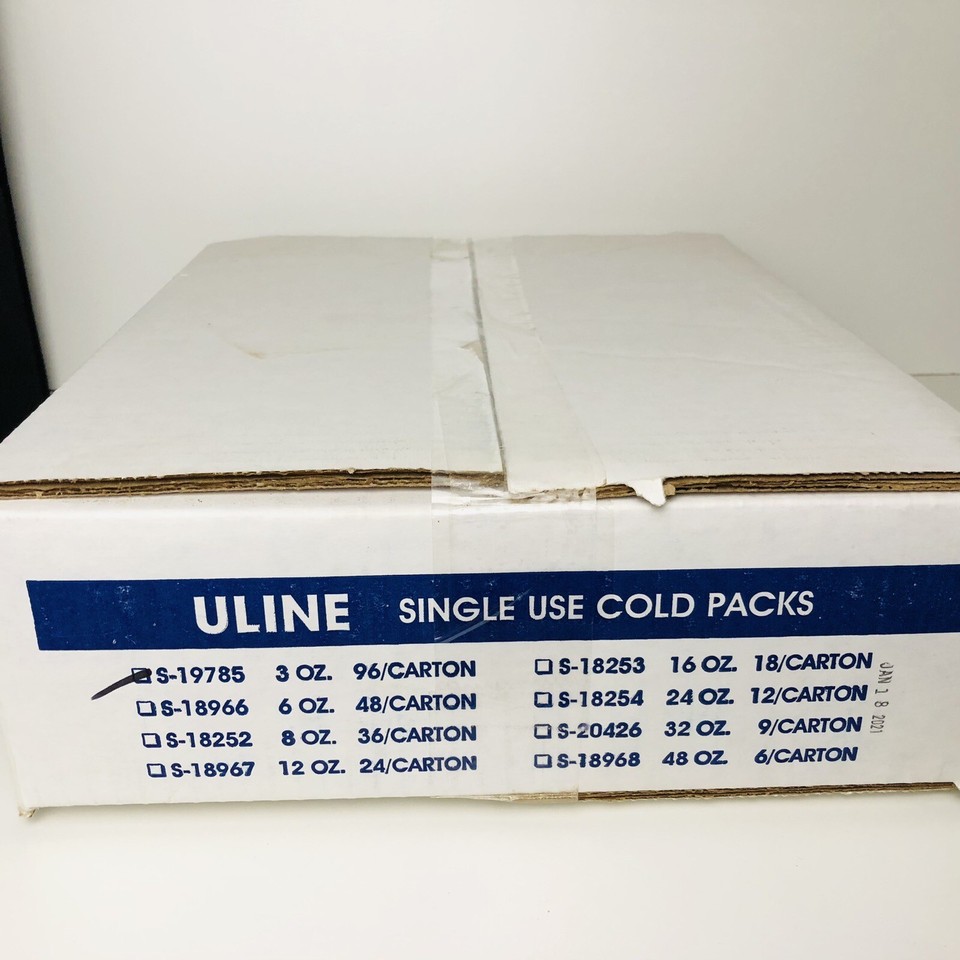 ULINE SINGLE USE COLD PACKS
S-19785 3 OZ. 96/CARTON
S-18966 6 OZ. 48/CARTON
S-18252 8 OZ. 36/CARTON
S-18967 12 OZ. 24/CARTON
S-18253 16 OZ. 18/CARTON
S-18254 24 OZ. 12/CARTON
S-20426 32 OZ. 9/CARTON
S-18968 48 OZ. 6/CARTON
JAN 18 2021